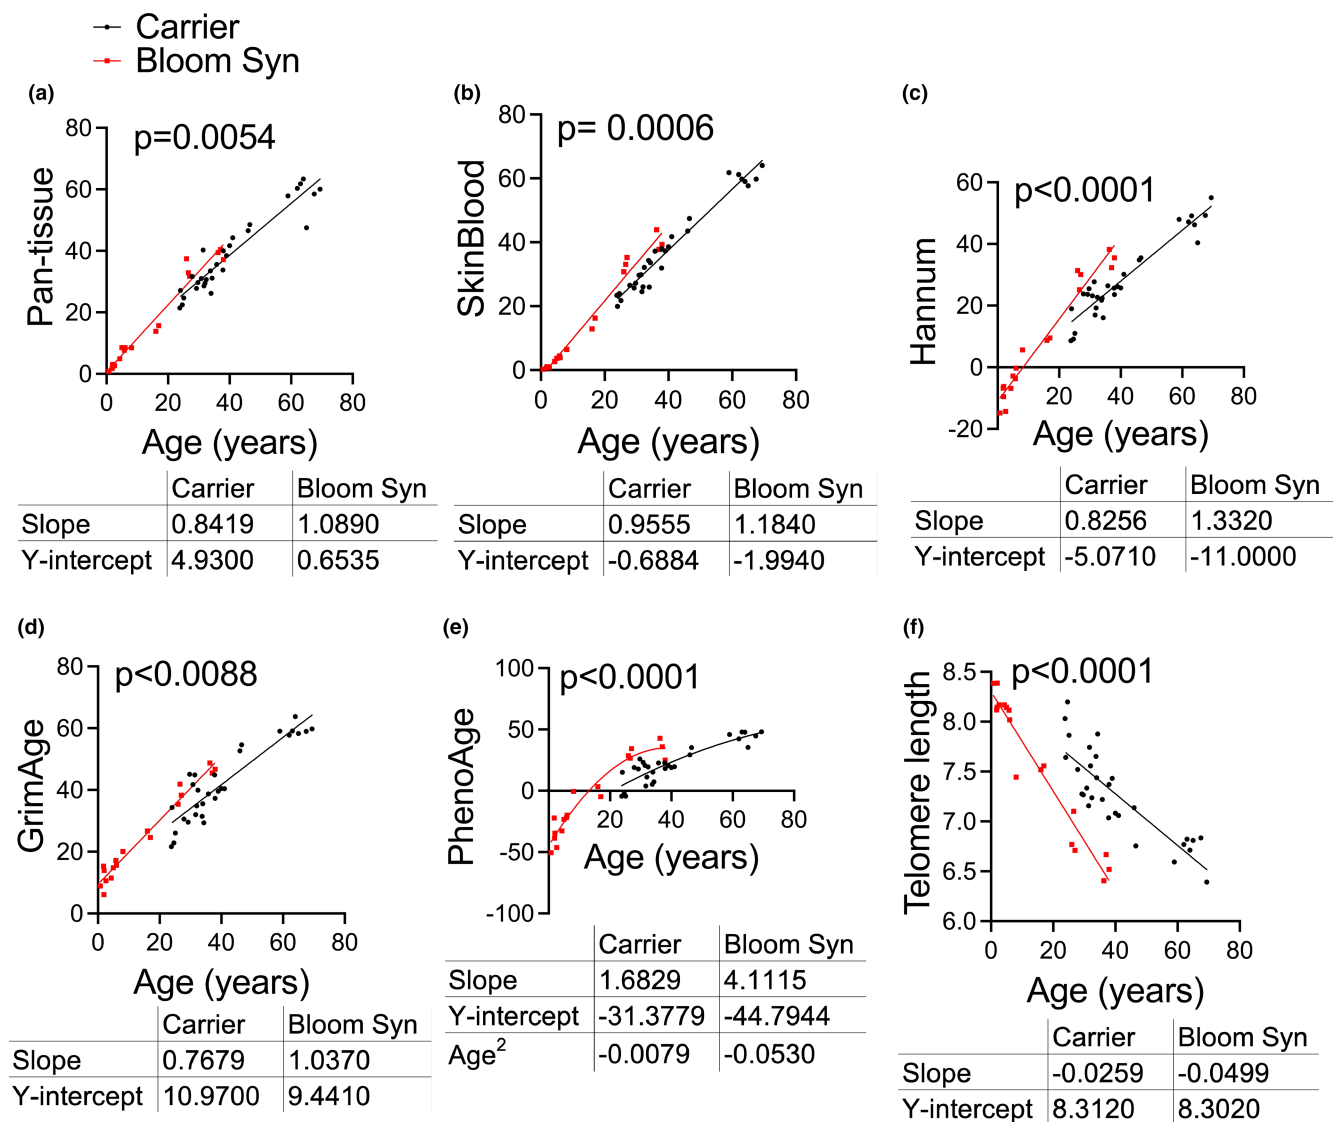 Carrier
Bloom Syn
(a)
p=0.0054
Pan-tissue
80
60
40
20
0
0 20 40 60 80
Age (years)
Carrier Bloom Syn
Slope 0.8419 1.0890
Y-intercept 4.9300 0.6535
(b)
p= 0.0006
SkinBlood
80
60
40
20
0
0 20 40 60 80
Age (years)
Carrier Bloom Syn
Slope 0.9555 1.1840
Y-intercept -0.6884 -1.9940
(c)
p<0.0001
Hannum
60
40
20
0
-20
20 40 60 80
Age (years)
Carrier Bloom Syn
Slope 0.8256 1.3320
Y-intercept -5.0710 -11.0000
(d)
p<0.0088
GrimAge
80
60
40
20
0
0 20 40 60 80
Age (years)
Carrier Bloom Syn
Slope 0.7679 1.0370
Y-intercept 10.9700 9.4410
(e)
p<0.0001
PhenoAge
100
50
0
-50
-100
20 40 60 80
Age (years)
Carrier Bloom Syn
Slope 1.6829 4.1115
Y-intercept -31.3779 -44.7944
Age² -0.0079 -0.0530
(f)
p<0.0001
Telomere length
8.5
8.0
7.5
7.0
6.5
6.0
0 20 40 60 80
Age (years)
Carrier Bloom Syn
Slope -0.0259 -0.0499
Y-intercept 8.3120 8.3020